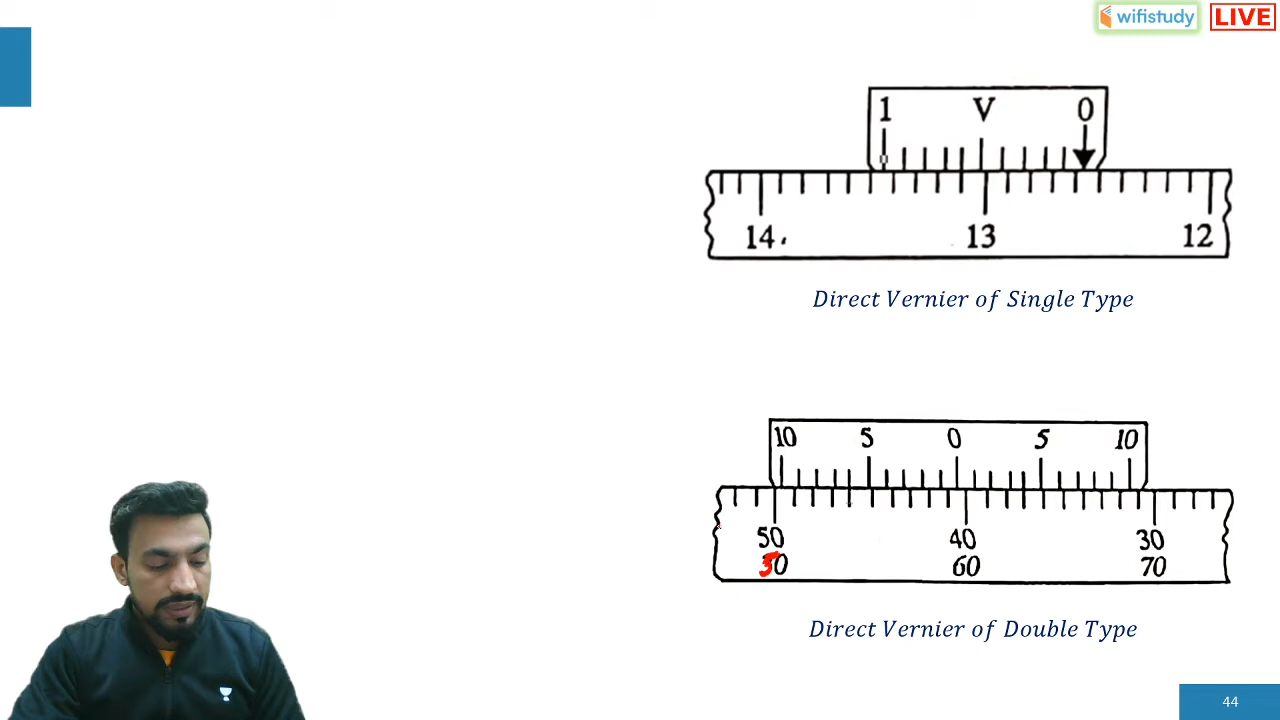 wifistudy LIVE
1 V 0
14 13 12
Direct Vernier of Single Type
10 5 0 5 10
50 40 30
50 60 70
Direct Vernier of Double Type
44